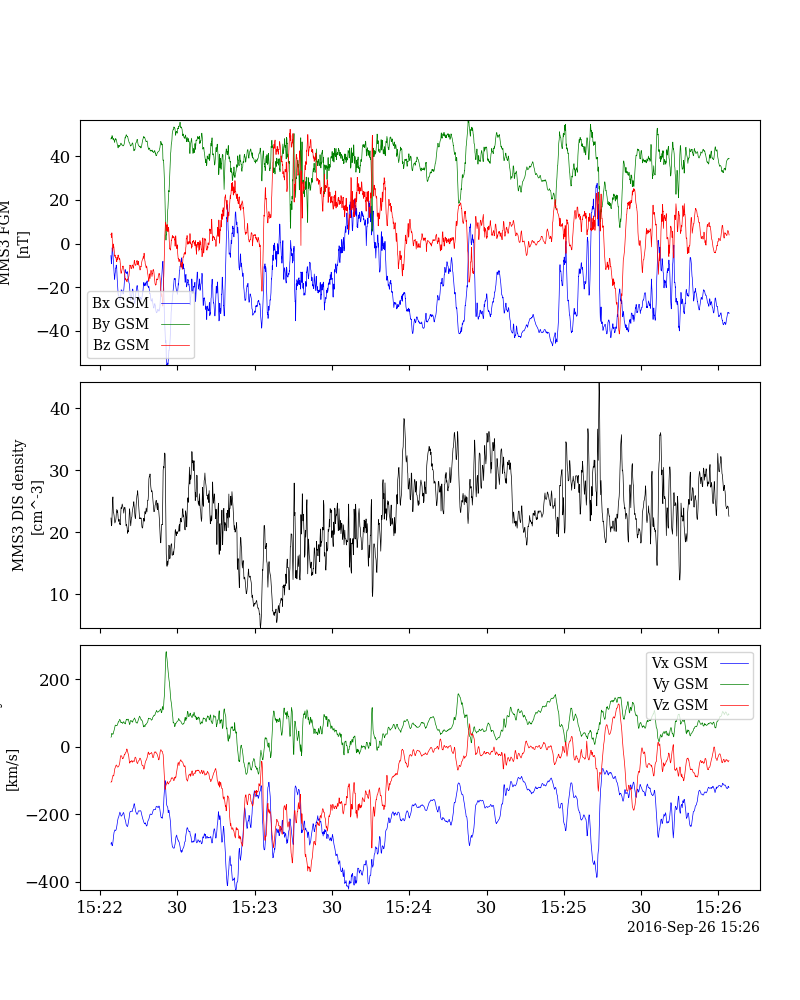 40
20
0
−20
−40
MMS3 FGM
[nT]
Bx GSM
By GSM
Bz GSM
40
30
20
10
MMS3 DIS density
[cm^-3]
200
0
−200
−400
[km/s]
Vx GSM
Vy GSM
Vz GSM
15:22 30 15:23 30 15:24 30 15:25 30 15:26
2016-Sep-26 15:26